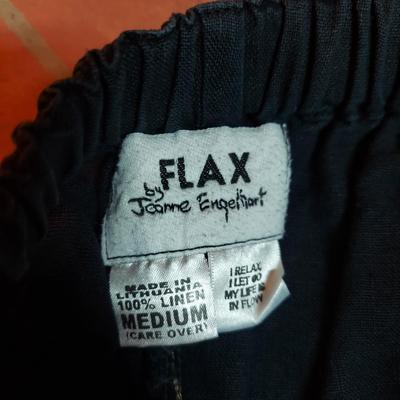 FLAX
by
Jeanne Engelhart
MADE IN
LITHUANIA
100% LINEN
MEDIUM
(CARE OVER)
I RELAX
I LET GO
MY LIFE IS
IN FLOW